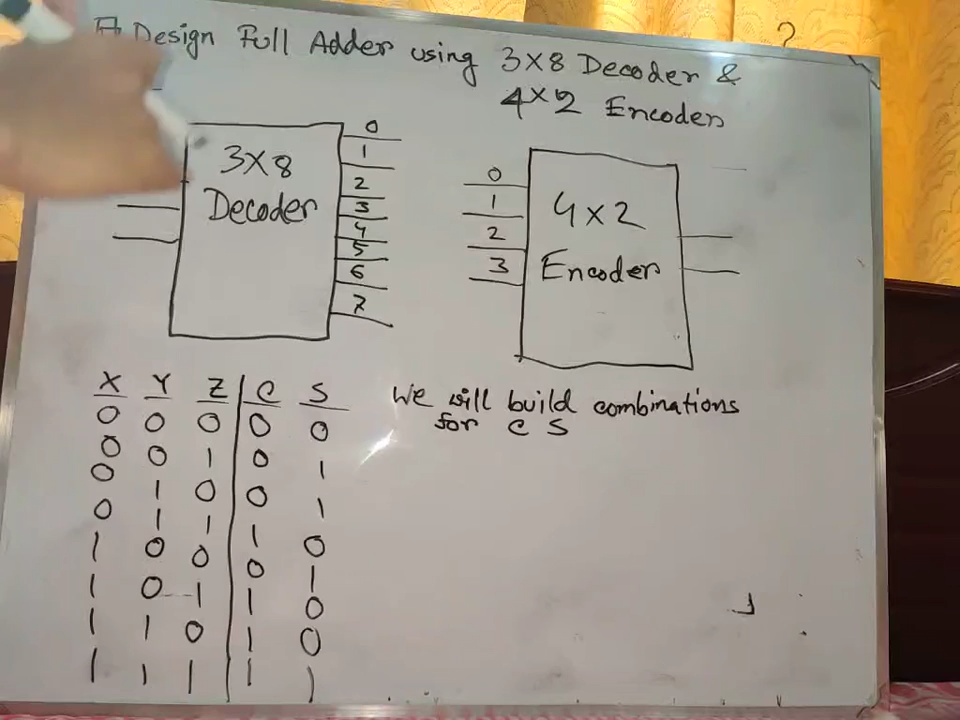 Design Full Adder using 3X8 Decoder &
4X2 Encoder
3X8
Decoder
0
1
2
3
4
5
6
7
0
1
2
3
4X2
Encoder
X Y Z C S
0 0 0 0 0
0 0 1 0 1
0 1 0 0 1
0 1 1 1 0
1 0 0 0 1
1 0 1 1 0
1 1 0 1 0
1 1 1 1 1
We will build combinations
for C S